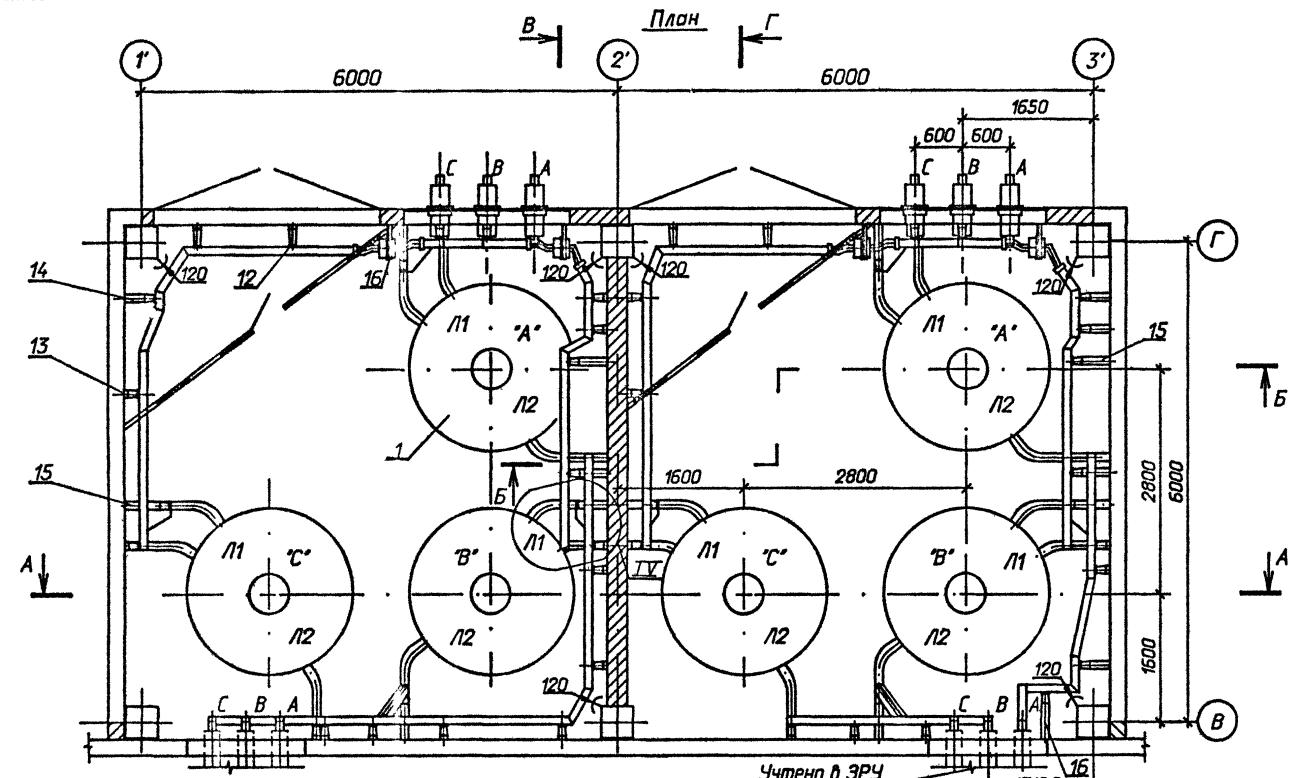 План
В Г
1' 2' 3'
6000 6000
1650
600 600
С В А С В А
Г
120 12 16 120 120 120
14
Л1 "А" Л1 "А"
15
13
Л2 Л2
Б
1
15
Б
1600 2800
2800
6000
Л1 "С" "В" Л1 Л1 "С" "В" Л1
А IV А
Л2 Л2 Л2 Л2
1600
120 120
С В А С В А
В
Учтено в ЗРУ
16